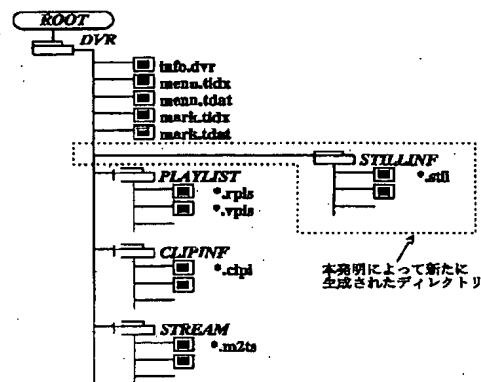 ROOT
DVR
info.dvr
menu.tidx
menu.tdat
mark.tidx
mark.tdat
STILLINF
*.stil
PLAYLIST
*.rpls
*.vpls
CLIPINF
*.clpi
本発明によって新たに
生成されたディレクトリ
STREAM
*.m2ts